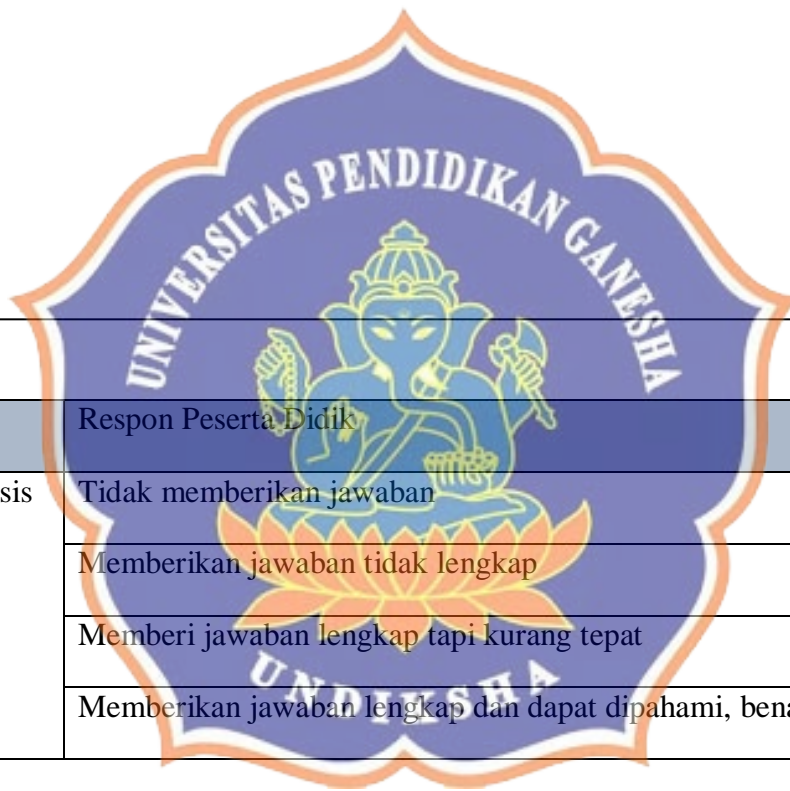 UNIVERSITAS PENDIDIKAN GANESHA
Respon Peserta Didik
sis Tidak memberikan jawaban
Memberikan jawaban tidak lengkap
Memberi jawaban lengkap tapi kurang tepat
UNDIKSHA
Memberikan jawaban lengkap dan dapat dipahami, bena